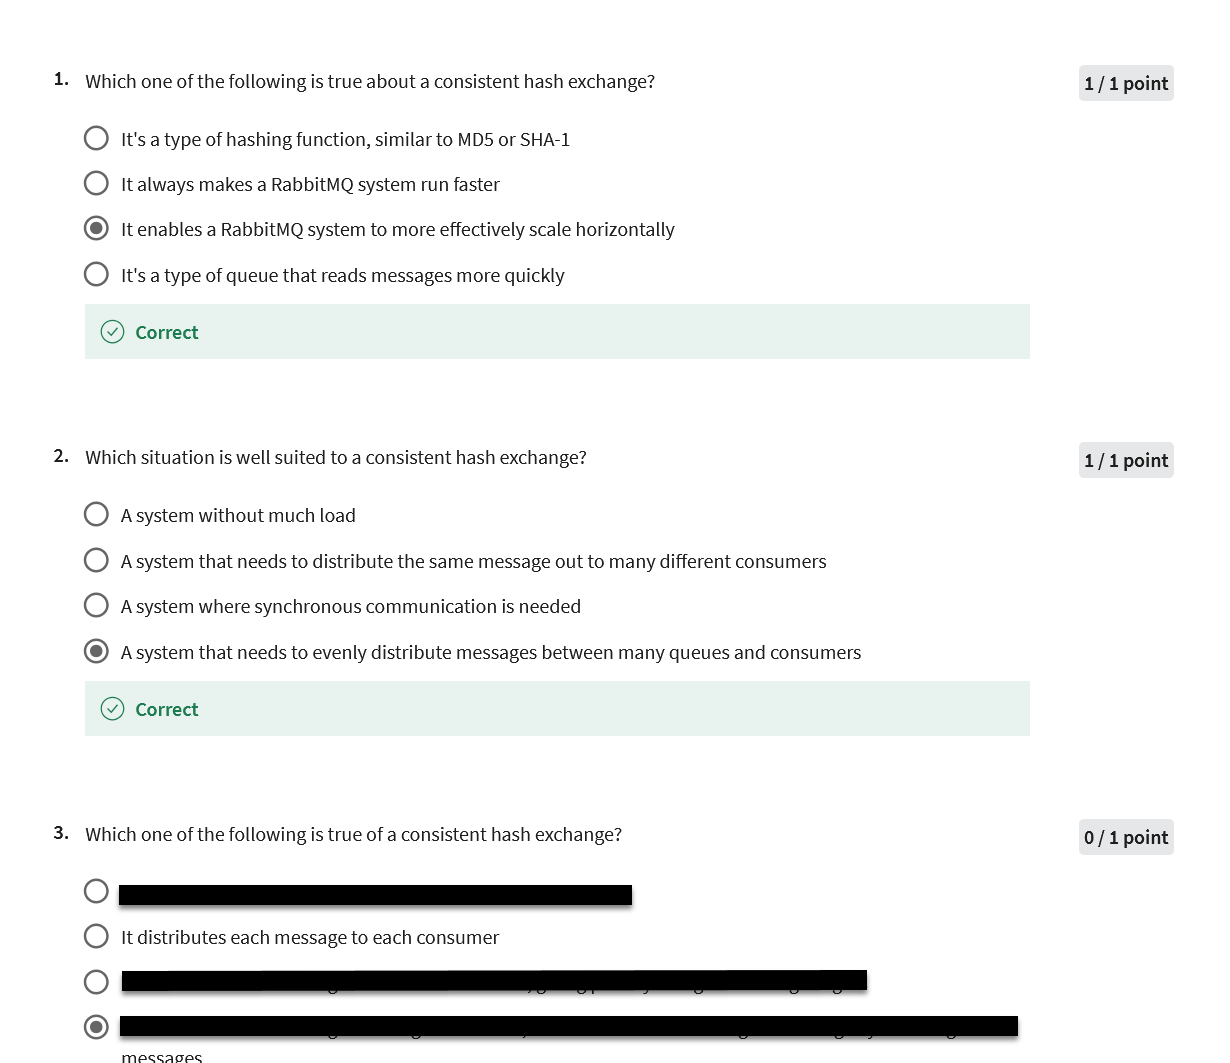 1. Which one of the following is true about a consistent hash exchange?
1 / 1 point
It's a type of hashing function, similar to MD5 or SHA-1
It always makes a RabbitMQ system run faster
It enables a RabbitMQ system to more effectively scale horizontally
It's a type of queue that reads messages more quickly
Correct
2. Which situation is well suited to a consistent hash exchange?
1 / 1 point
A system without much load
A system that needs to distribute the same message out to many different consumers
A system where synchronous communication is needed
A system that needs to evenly distribute messages between many queues and consumers
Correct
3. Which one of the following is true of a consistent hash exchange?
0 / 1 point
It distributes each message to each consumer
messages